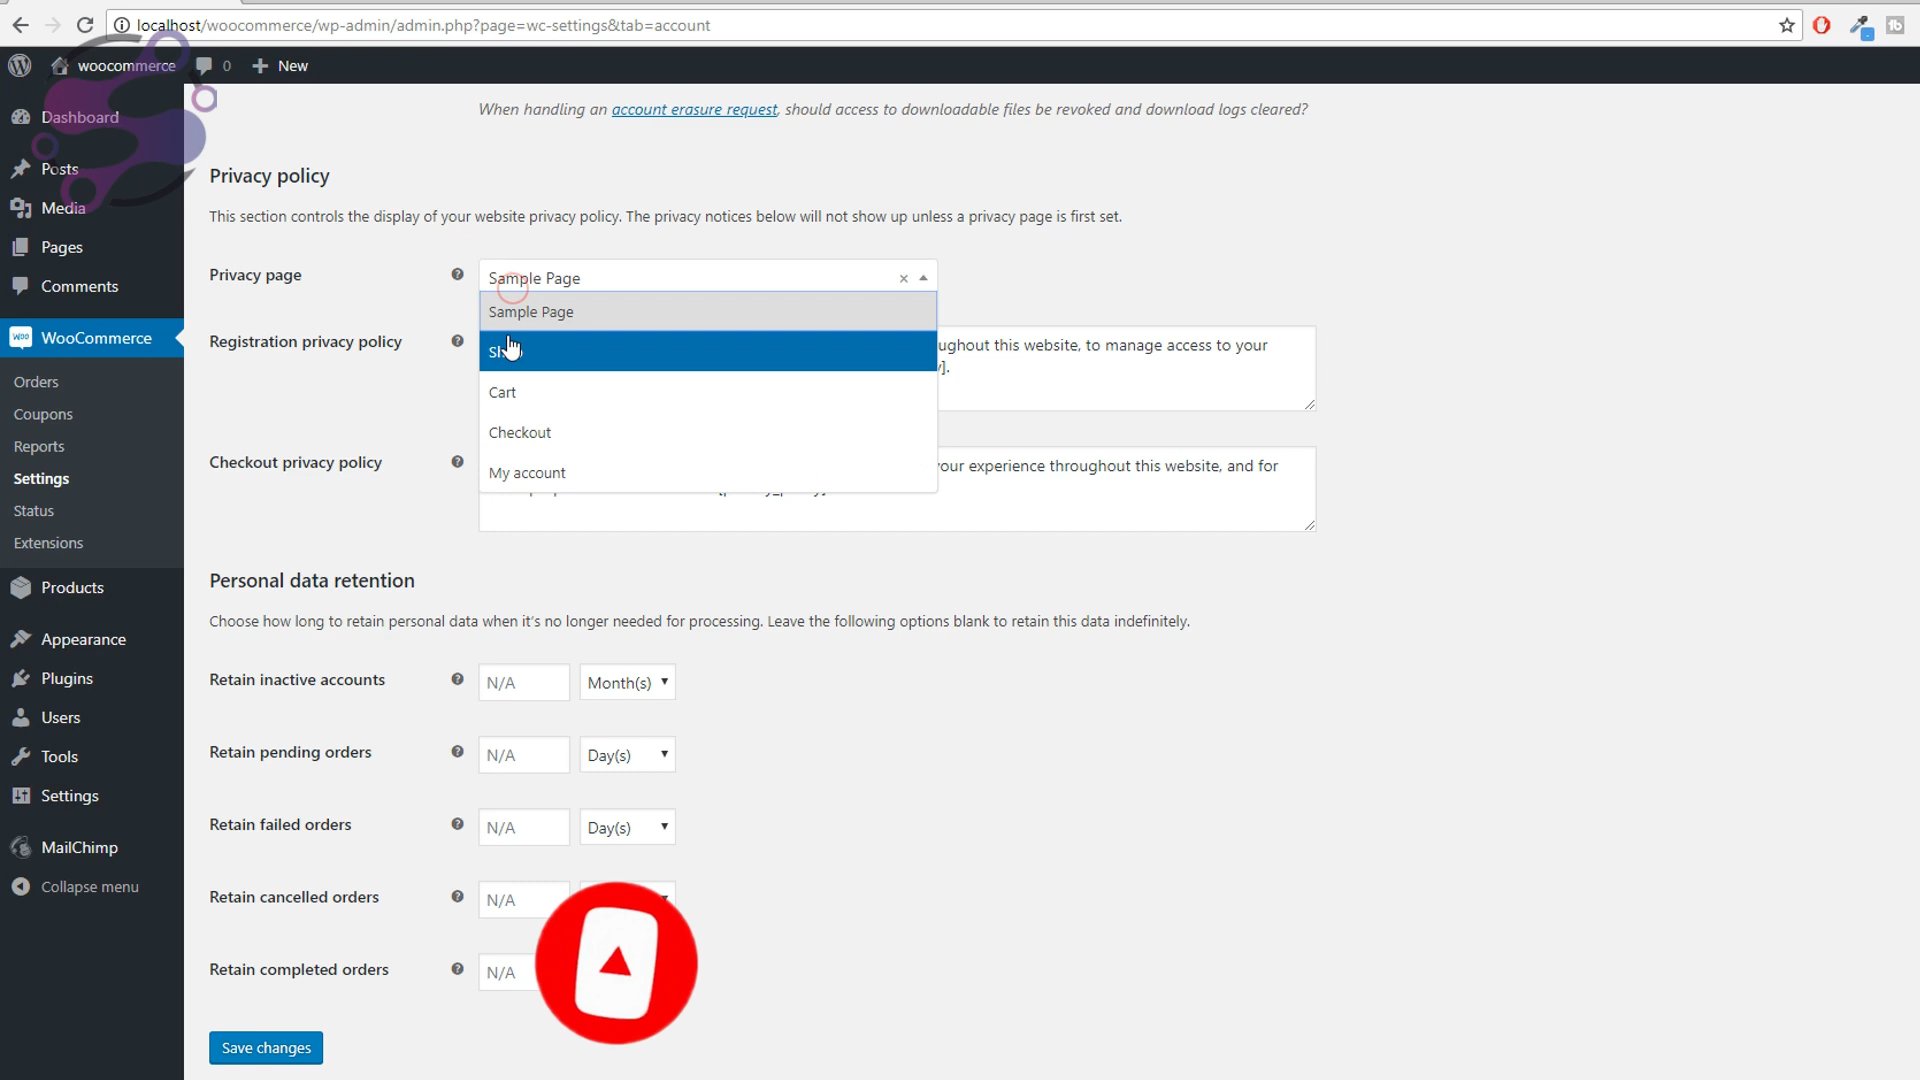 localhost/woocommerce/wp-admin/admin.php?page=wc-settings&tab=account
woocommerce 0 New
Dashboard
Posts
Media
Pages
Comments
WooCommerce
Orders
Coupons
Reports
Settings
Status
Extensions
Products
Appearance
Plugins
Users
Tools
Settings
MailChimp
Collapse menu
When handling an account erasure request, should access to downloadable files be revoked and download logs cleared?
Privacy policy
This section controls the display of your website privacy policy. The privacy notices below will not show up unless a privacy page is first set.
Privacy page
Sample Page ×
Sample Page
Cart
Checkout
My account
Registration privacy policy
ughout this website, to manage access to your
y].
Checkout privacy policy
your experience throughout this website, and for
Personal data retention
Choose how long to retain personal data when it's no longer needed for processing. Leave the following options blank to retain this data indefinitely.
Retain inactive accounts N/A Month(s)
Retain pending orders N/A Day(s)
Retain failed orders N/A Day(s)
Retain cancelled orders N/A
Retain completed orders N/A
Save changes